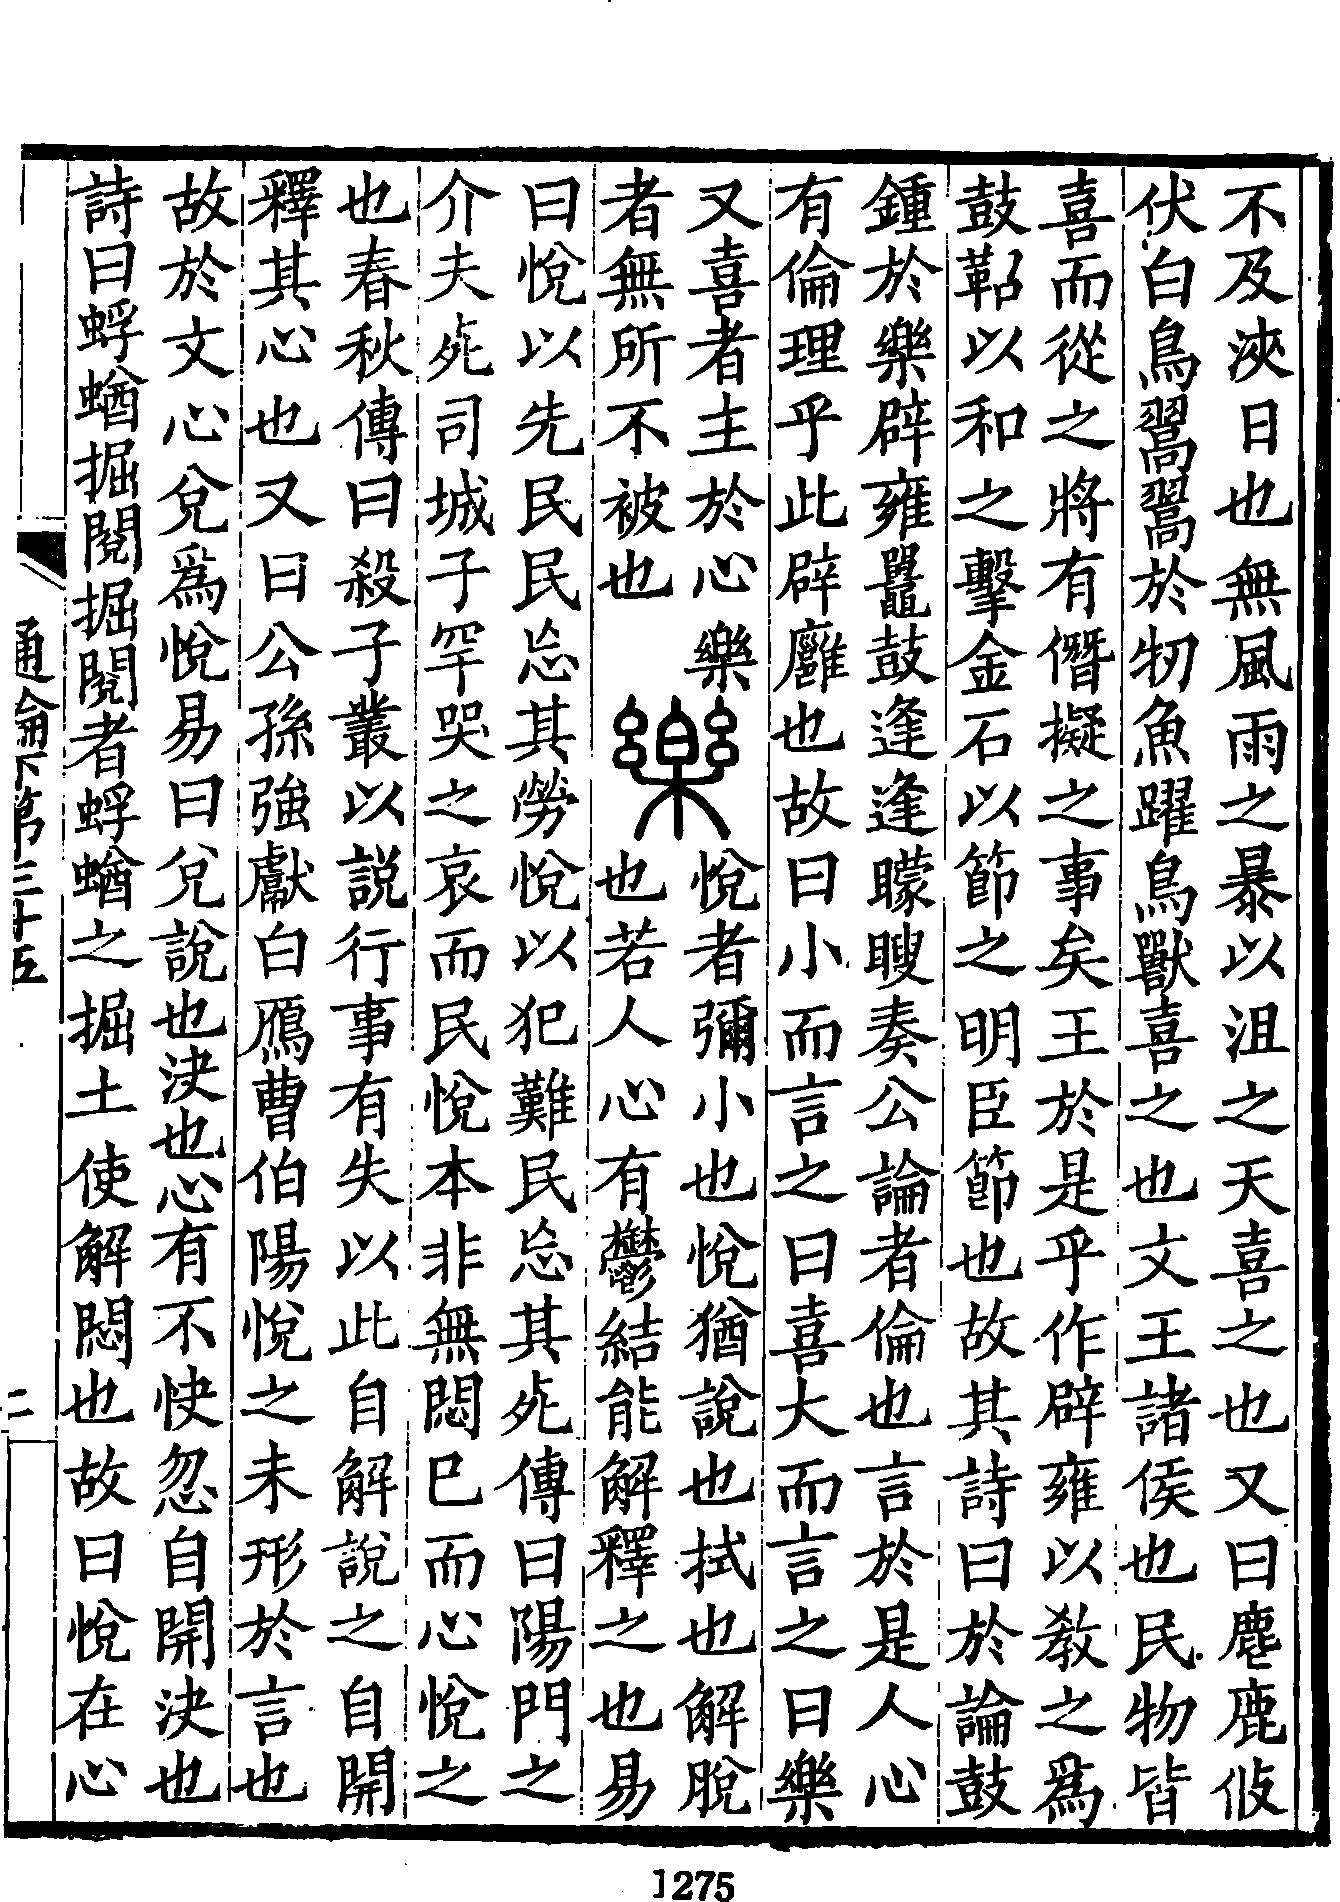 不及浹日也無風雨之暴以沮之天喜之也又曰麀鹿攸
伏白鳥翯翯於牣魚躍鳥獸喜之也文王諸侯也民物皆
喜而從之將有僭擬之事矣王於是乎作辟雍以教之爲
鼓鞀以和之擊金石以節之明臣節也故其詩曰於論鼓
鍾於樂辟雍鼉鼓逢逢矇瞍奏公論者倫也言於是人心
有倫理乎此辟廱也故曰小而言之曰喜大而言之曰樂
又喜者主於心樂
者無所不被也
樂
悅者彌小也悅猶說也拭也解脫
也若人心有鬱結能解釋之也易
曰悅以先民民忘其勞悅以犯難民忘其死傳曰陽門之
介夫死司城子罕哭之哀而民悅本非無悶已而心悅之
也春秋傳曰殺子叢以説行事有失以此自解說之自開
釋其心也又曰公孫強獻白鴈曹伯陽悅之未形於言也
故於文心兌爲悅易曰兌說也決也心有不快忽自開決也
詩曰蜉蝤掘閱掘閱者蜉蝤之掘土使解悶也故曰悅在心
通論下第三十五
二
1275